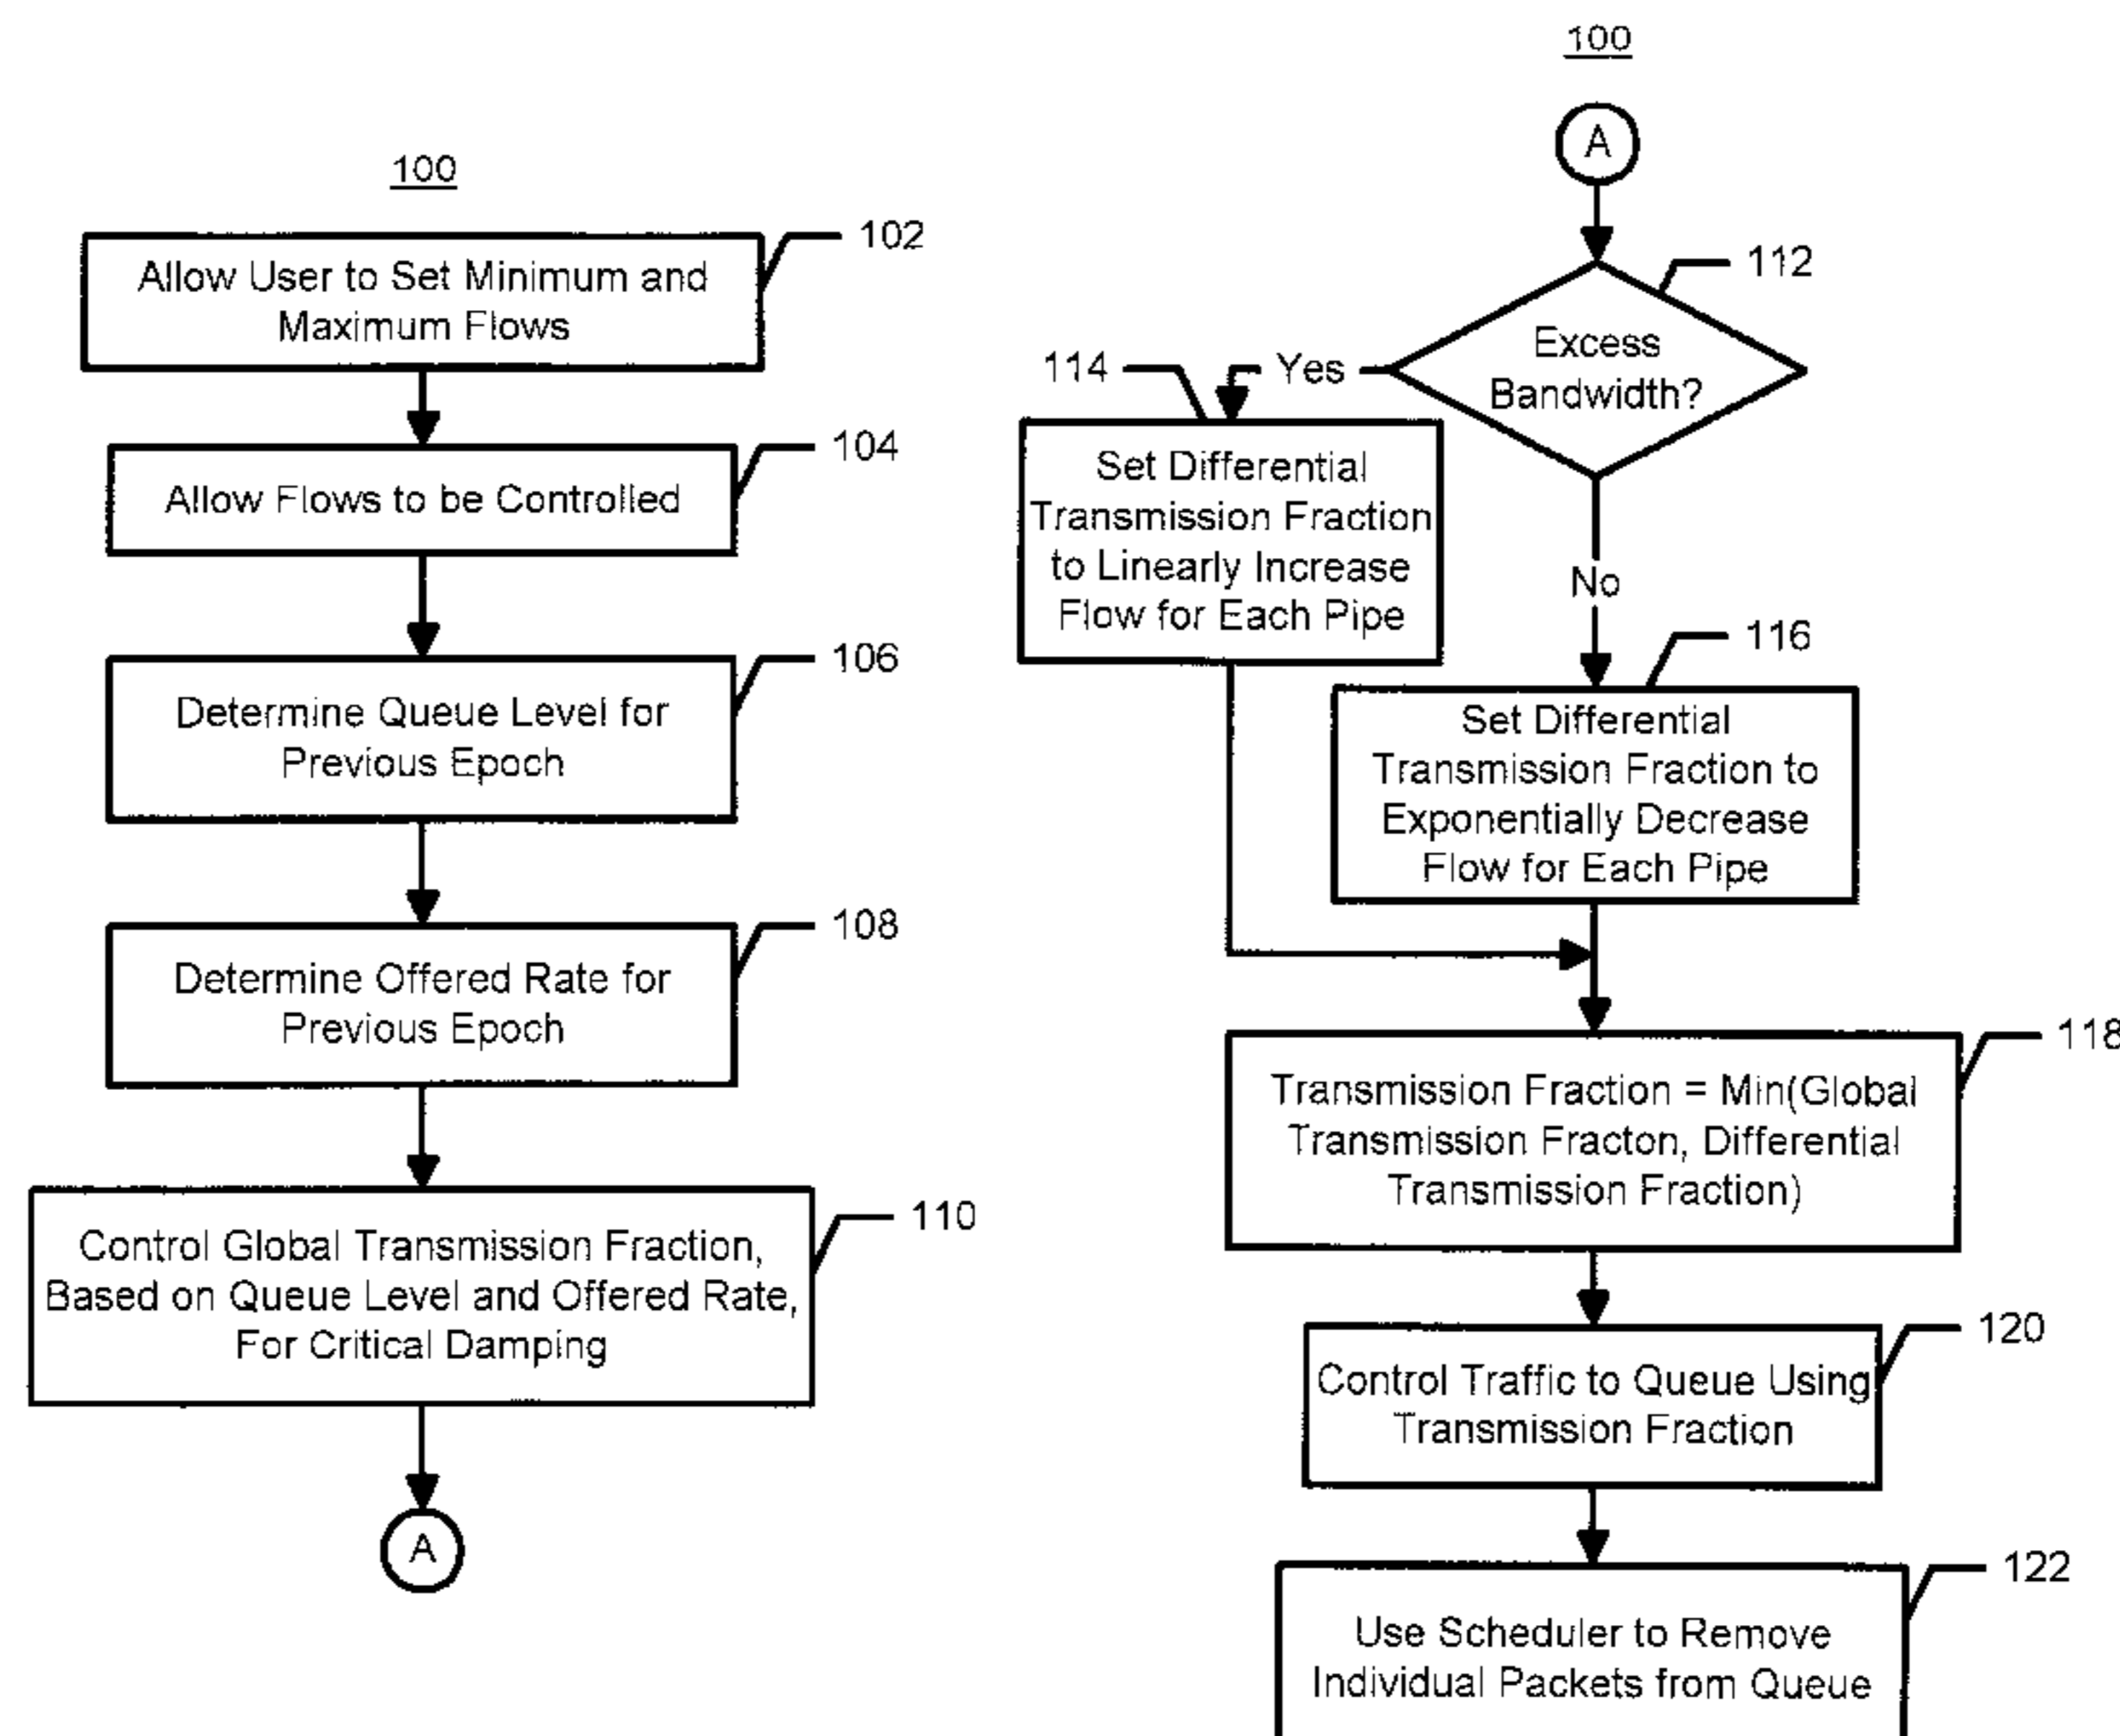 100
102
Allow User to Set Minimum and
Maximum Flows
104
Allow Flows to be Controlled
106
Determine Queue Level for
Previous Epoch
108
Determine Offered Rate for
Previous Epoch
110
Control Global Transmission Fraction,
Based on Queue Level and Offered Rate,
For Critical Damping
A
100
A
112
Excess
Bandwidth?
Yes
114
Set Differential
Transmission Fraction
to Linearly Increase
Flow for Each Pipe
No
116
Set Differential
Transmission Fraction to
Exponentially Decrease
Flow for Each Pipe
118
Transmission Fraction = Min(Global
Transmission Fracton, Differential
Transmission Fraction)
120
Control Traffic to Queue Using
Transmission Fraction
122
Use Scheduler to Remove
Individual Packets from Queue